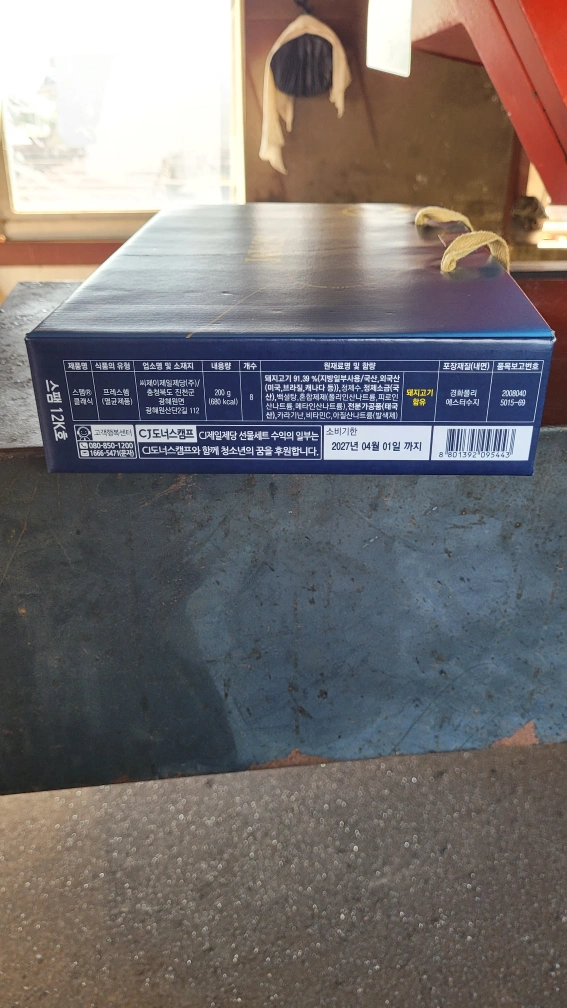 스팸 12K호
제품명 식품의 유형 업소명 및 소재지 내용량 개수 원재료명 및 함량 포장재질(내면) 품목보고번호
스팸®
클래식
프레스햄
(멸균제품)
씨제이제일제당(주)/
충청북도 진천군
광혜원면
광혜원산단2길 112
200 g
(680 kcal)
8
돼지고기 91.39 %{지방일부사용/국산,외국산
(미국,브라질,캐나다 등)},정제수,정제소금(국
산),백설탕,혼합제제(폴리인산나트륨,피로인
산나트륨,메타인산나트륨),전분가공품(태국
산),카라기난,비타민C,아질산나트륨(발색제)
돼지고기
함유
경화폴리
에스터수지
2008040
5015-69
고객행복센터
080-850-1200
1666-5471(문자)
CJ도너스캠프 CJ제일제당 선물세트 수익의 일부는
CJ도너스캠프와 함께 청소년의 꿈을 후원합니다.
소비기한
2027년 04월 01일 까지
8 801392 095443